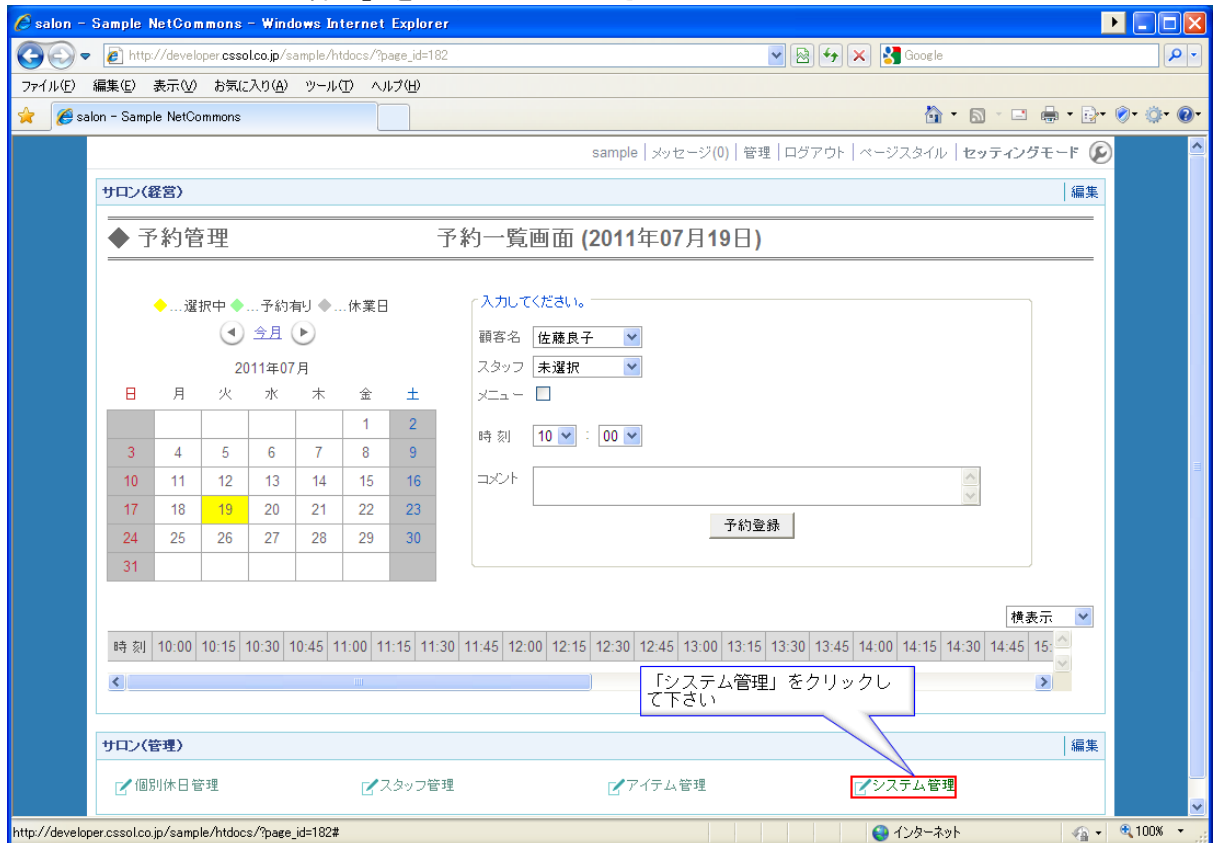 salon - Sample NetCommons - Windows Internet Explorer
http://developer.cssol.co.jp/sample/htdocs/?page_id=182
Google
ファイル(F) 編集(E) 表示(V) お気に入り(A) ツール(T) ヘルプ(H)
salon - Sample NetCommons
sample | メッセージ(0) | 管理 | ログアウト | ページスタイル | セッティングモード
サロン(経営) 編集
◆ 予約管理 予約一覧画面 (2011年07月19日)
◆…選択中 ◆…予約有り ◆…休業日
今月
2011年07月
日 月 火 水 木 金 土
1 2
3 4 5 6 7 8 9
10 11 12 13 14 15 16
17 18 19 20 21 22 23
24 25 26 27 28 29 30
31
入力してください。
顧客名 佐藤良子
スタッフ 未選択
メニュー
時刻 10 : 00
コメント
予約登録
横表示
時刻 10:00 10:15 10:30 10:45 11:00 11:15 11:30 11:45 12:00 12:15 12:30 12:45 13:00 13:15 13:30 13:45 14:00 14:15 14:30 14:45 15:
「システム管理」をクリックし
て下さい
サロン(管理) 編集
個別休日管理 スタッフ管理 アイテム管理 システム管理
http://developer.cssol.co.jp/sample/htdocs/?page_id=182# インターネット 100%